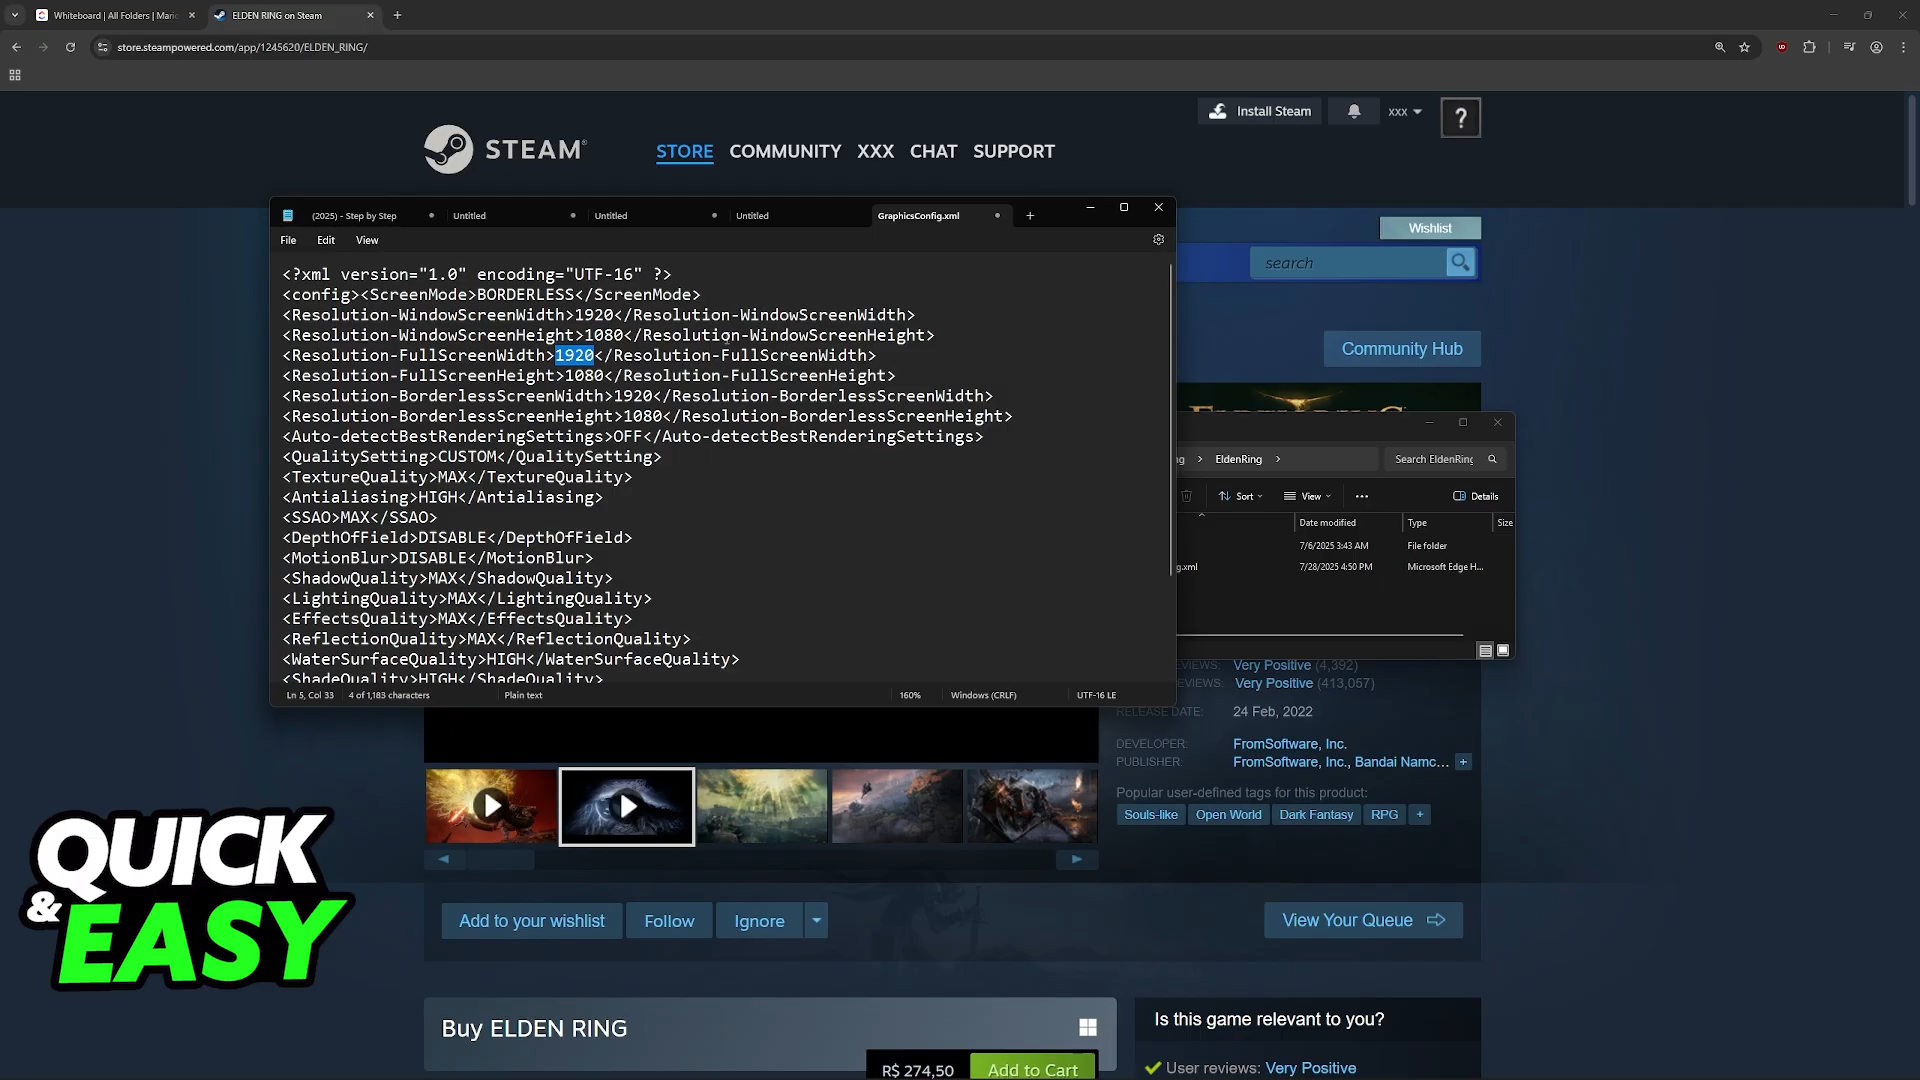 Whiteboard | All Folders | Maric
ELDEN RING on Steam
store.steampowered.com/app/1245620/ELDEN_RING/
Install Steam
xxx
?
STEAM®
STORE
COMMUNITY
XXX
CHAT
SUPPORT
Wishlist
search
Community Hub
(2025) - Step by Step
Untitled
Untitled
Untitled
GraphicsConfig.xml
File
Edit
View
<?xml version="1.0" encoding="UTF-16" ?>
<config><ScreenMode>BORDERLESS</ScreenMode>
<Resolution-WindowScreenWidth>1920</Resolution-WindowScreenWidth>
<Resolution-WindowScreenHeight>1080</Resolution-WindowScreenHeight>
<Resolution-FullScreenWidth>1920</Resolution-FullScreenWidth>
<Resolution-FullScreenHeight>1080</Resolution-FullScreenHeight>
<Resolution-BorderlessScreenWidth>1920</Resolution-BorderlessScreenWidth>
<Resolution-BorderlessScreenHeight>1080</Resolution-BorderlessScreenHeight>
<Auto-detectBestRenderingSettings>OFF</Auto-detectBestRenderingSettings>
<QualitySetting>CUSTOM</QualitySetting>
<TextureQuality>MAX</TextureQuality>
<Antialiasing>HIGH</Antialiasing>
<SSAO>MAX</SSAO>
<DepthOfField>DISABLE</DepthOfField>
<MotionBlur>DISABLE</MotionBlur>
<ShadowQuality>MAX</ShadowQuality>
<LightingQuality>MAX</LightingQuality>
<EffectsQuality>MAX</EffectsQuality>
<ReflectionQuality>MAX</ReflectionQuality>
<WaterSurfaceQuality>HIGH</WaterSurfaceQuality>
<ShadeQuality>HIGH</ShadeQuality>
Ln 5, Col 33
4 of 1,183 characters
Plain text
160%
Windows (CRLF)
UTF-16 LE
ng
EldenRing
Search EldenRing
Sort
View
Details
Date modified
Type
Size
7/6/2025 3:43 AM
File folder
g.xml
7/28/2025 4:50 PM
Microsoft Edge H...
Very Positive (4,392)
Very Positive (413,057)
RELEASE DATE:
24 Feb, 2022
DEVELOPER:
FromSoftware, Inc.
PUBLISHER:
FromSoftware, Inc., Bandai Namc...
+
Popular user-defined tags for this product:
Souls-like
Open World
Dark Fantasy
RPG
+
QUICK
& EASY
Add to your wishlist
Follow
Ignore
View Your Queue
Buy ELDEN RING
R$ 274,50
Add to Cart
Is this game relevant to you?
User reviews: Very Positive